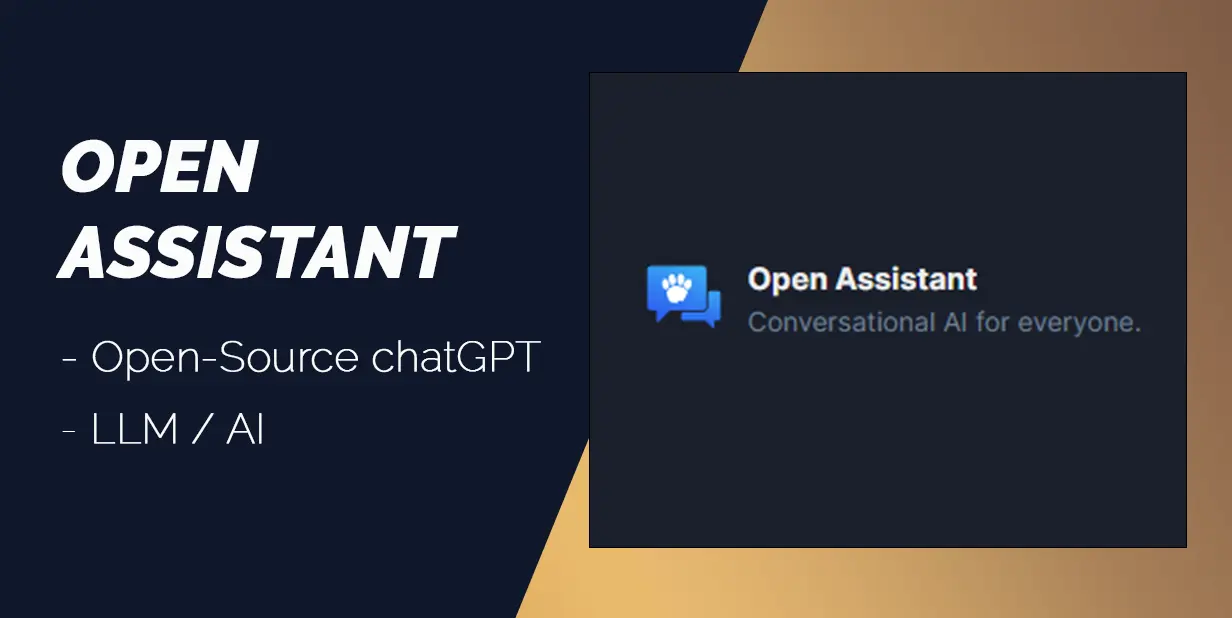 OPEN
ASSISTANT
- Open-Source chatGPT
- LLM / AI
Open Assistant
Conversational AI for everyone.